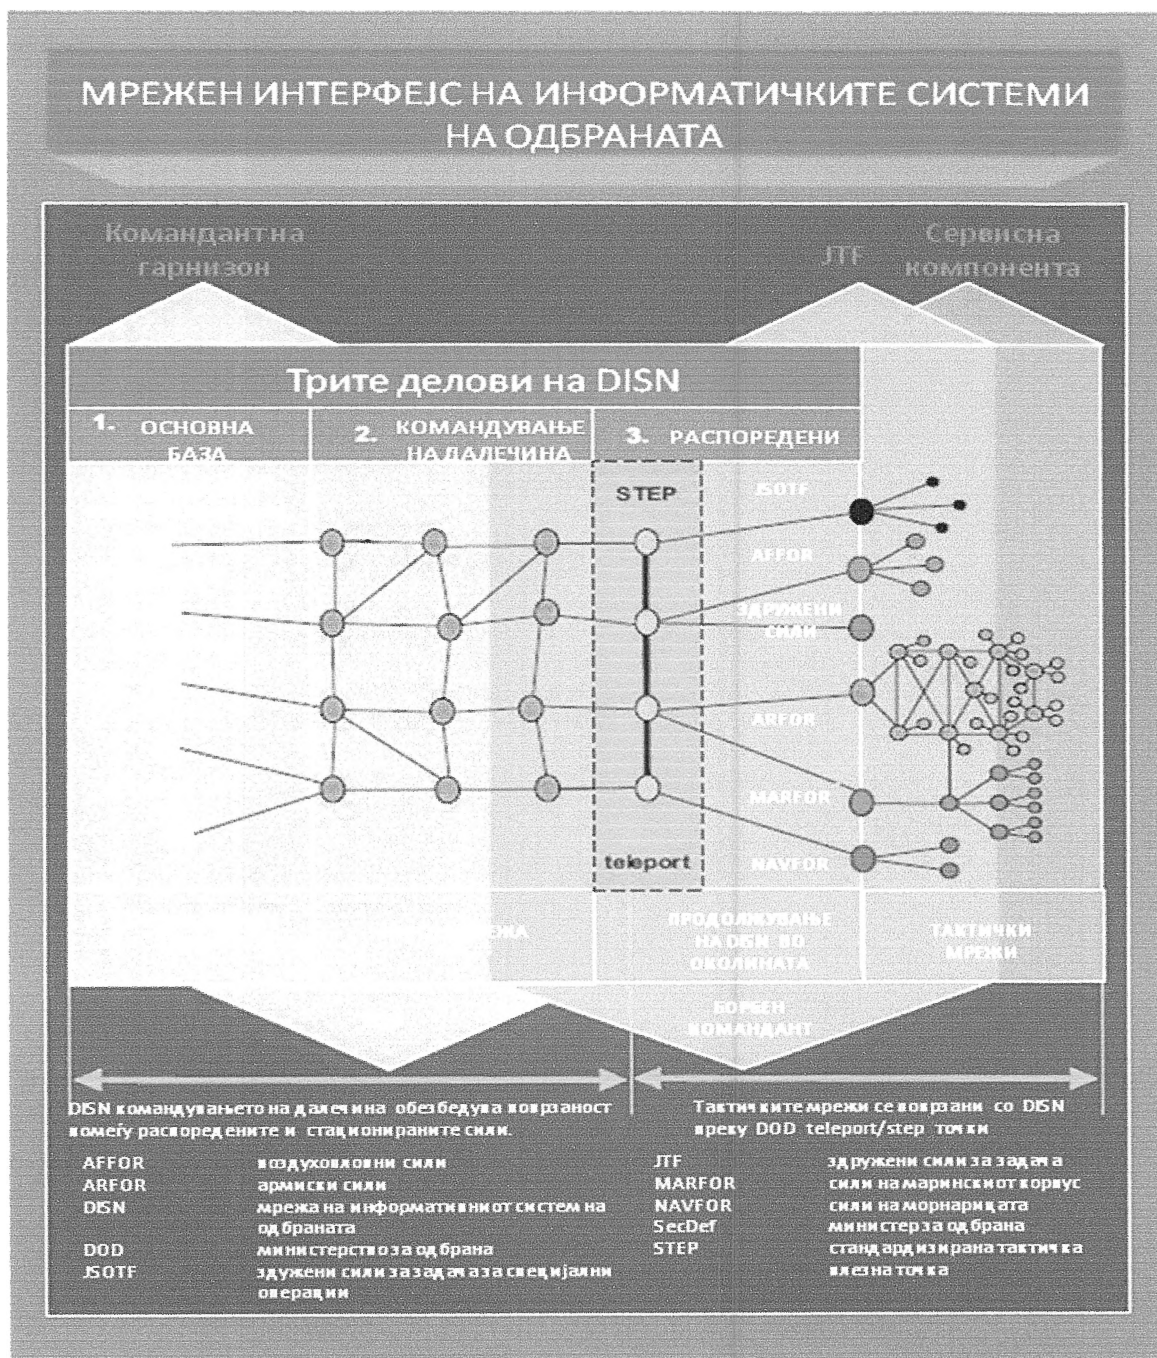 МРЕЖЕН ИНТЕРФЕЈС НА ИНФОРМАТИЧКИТЕ СИСТЕМИ
НА ОДБРАНАТА
Командант на
гарнизон
JTF
Сервисна
компонента
Трите делови на DISN
1. ОСНОВНА
БАЗА
2. КОМАНДУВАЊЕ
НА ДАЛЕЧИНА
3. РАСПОРЕДЕНИ
STEP
JSOTF
AFFOR
ЗДРУЖЕНИ
СИЛИ
ARFOR
MARFOR
NAVFOR
teleport
ПРОДОЛЖУВАЊЕ
НА DISN ВО
ОКОЛИНАТА
ТАКТИЧКИ
МРЕЖИ
БОРБЕН
КОМАНДАНТ
DISN командувањето на далечина обезбедува поврзаност
помеѓу распоредените и стационираните сили.
Тактичките мрежи се поврзани со DISN
преку DOD teleport/step точки
AFFOR воздухопловни сили
ARFOR армиски сили
DISN мрежа на информативниот систем на
одбраната
DOD министерство за одбрана
JSOTF здужени сили за задача за специјални
операции
JTF здружени сили за задача
MARFOR сили на маринскиот корпус
NAVFOR сили на морнарицата
SecDef министер за одбрана
STEP стандардизирана тактичка
влезна точка